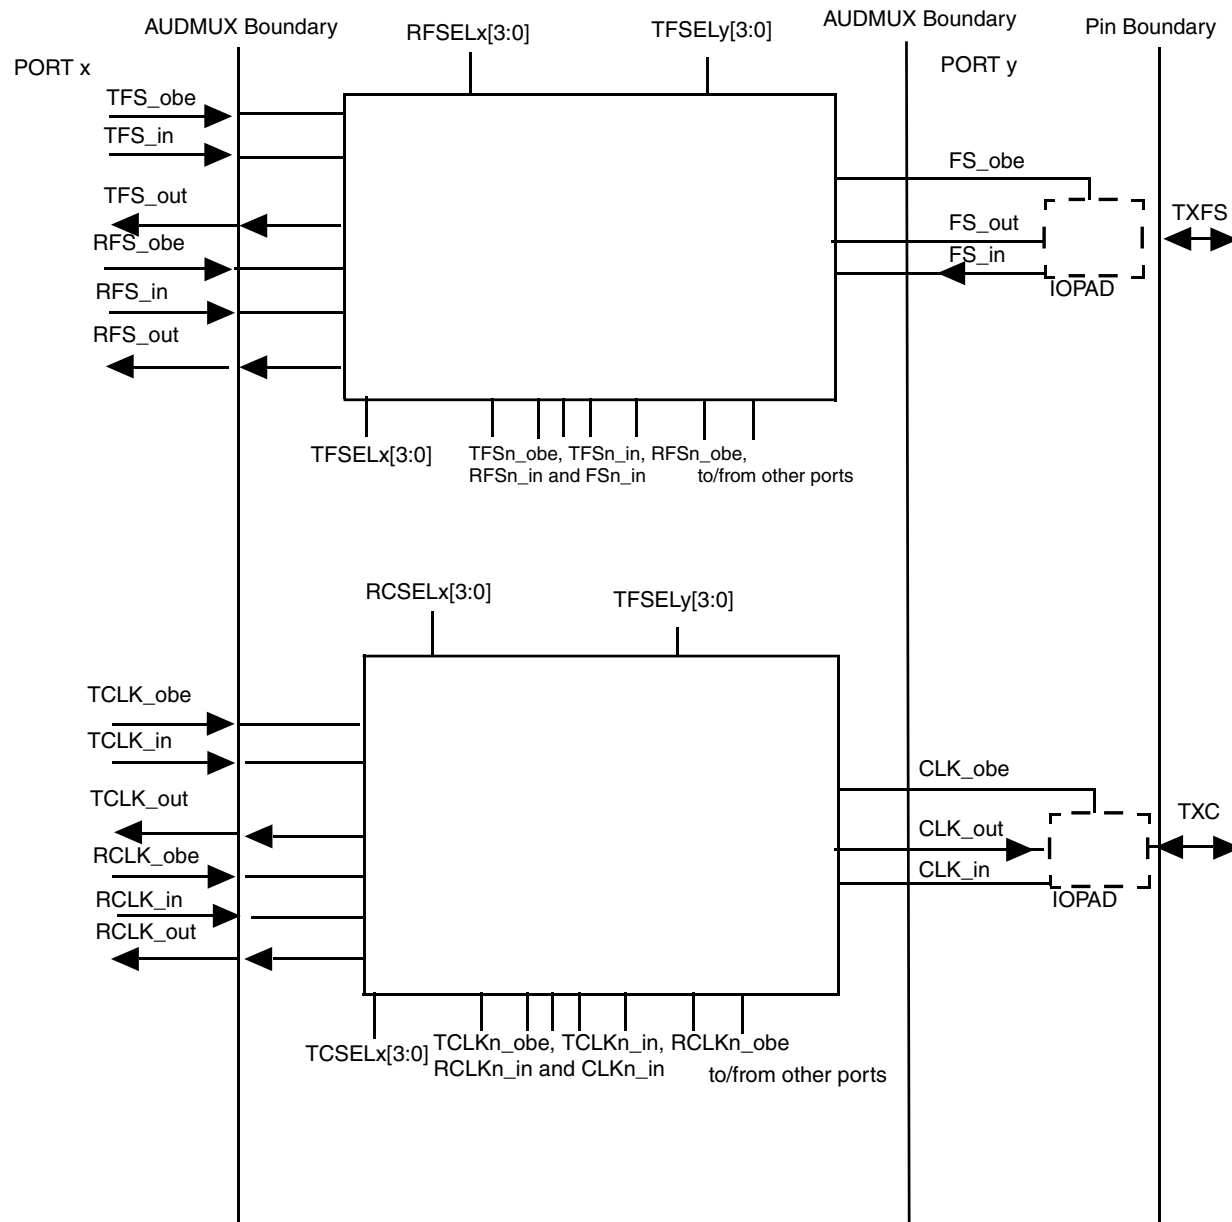 AUDMUX Boundary
AUDMUX Boundary
Pin Boundary
RFSELx[3:0]
TFSELy[3:0]
PORT x
PORT y
TFS_obe
TFS_in
TFS_out
RFS_obe
RFS_in
RFS_out
FS_obe
FS_out
FS_in
TXFS
IOPAD
TFSELx[3:0]
TFSn_obe, TFSn_in, RFSn_obe,
RFSn_in and FSn_in
to/from other ports
RCSELx[3:0]
TFSELy[3:0]
TCLK_obe
TCLK_in
TCLK_out
RCLK_obe
RCLK_in
RCLK_out
CLK_obe
CLK_out
CLK_in
TXC
IOPAD
TCSELx[3:0]
TCLKn_obe, TCLKn_in, RCLKn_obe
RCLKn_in and CLKn_in
to/from other ports